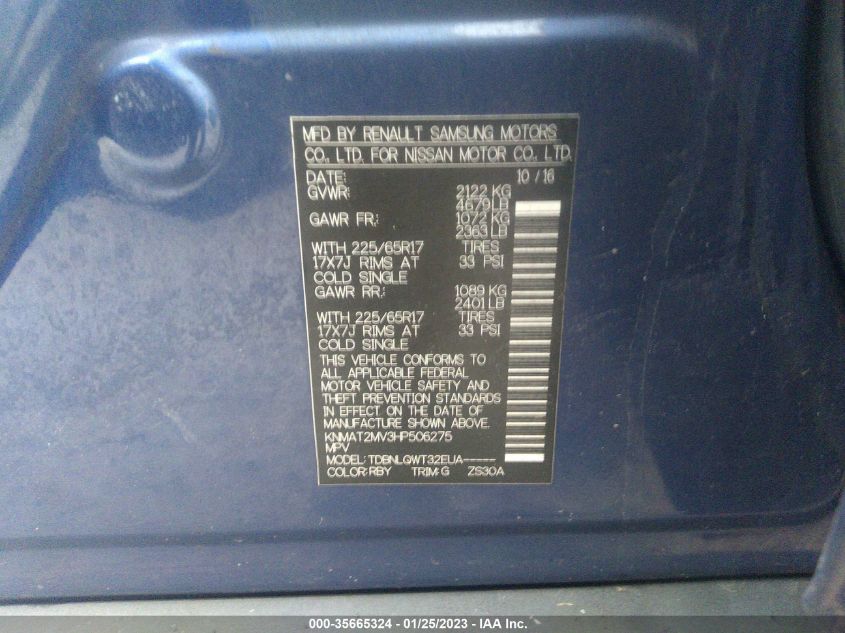 MFD BY RENAULT SAMSUNG MOTORS
CO., LTD. FOR NISSAN MOTOR CO., LTD.
DATE: 10 / 16
GVWR: 2122 KG
4679 LB
GAWR FR: 1072 KG
2363 LB
WITH 225/65R17 TIRES
17X7J RIMS AT 33 PSI
COLD SINGLE
GAWR RR: 1089 KG
2401 LB
WITH 225/65R17 TIRES
17X7J RIMS AT 33 PSI
COLD SINGLE
THIS VEHICLE CONFORMS TO
ALL APPLICABLE FEDERAL
MOTOR VEHICLE SAFETY AND
THEFT PREVENTION STANDARDS
IN EFFECT ON THE DATE OF
MANUFACTURE SHOWN ABOVE.
KNMAT2MV3HP506275
MPV
MODEL: TDBNLQWT32EUA-----
COLOR:RBY TRIM:G ZS30A
000-35665324 / 01/25/2023 - © IAA Inc.